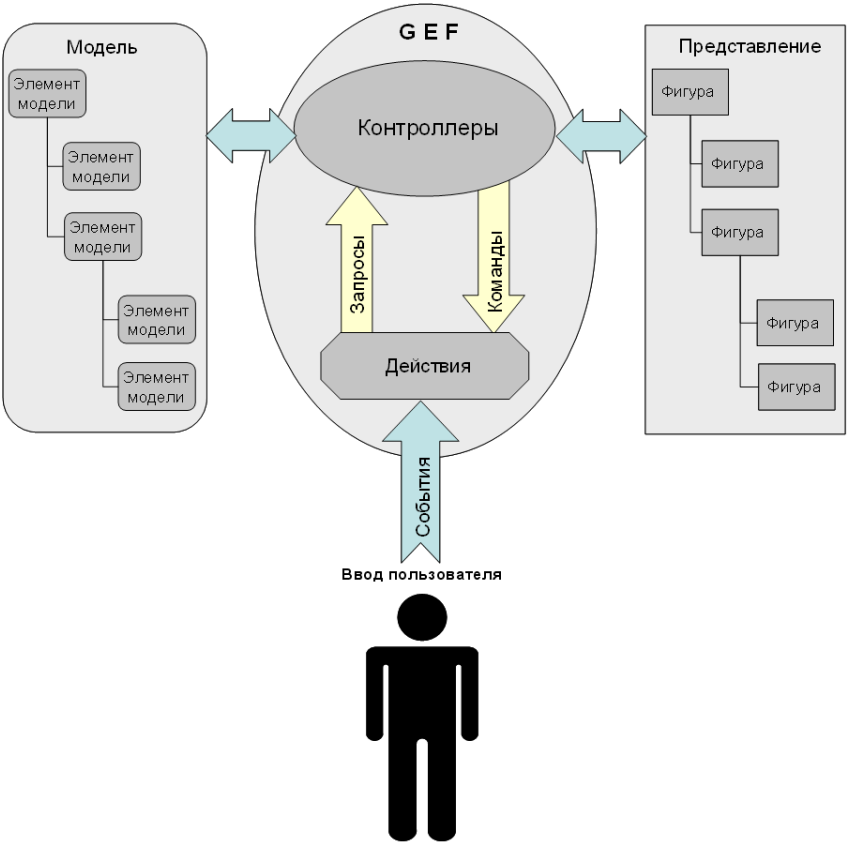 Модель
Элемент
модели
Элемент
модели
Элемент
модели
Элемент
модели
Элемент
модели
G E F
Контроллеры
Запросы
Команды
Действия
События
Ввод пользователя
Представление
Фигура
Фигура
Фигура
Фигура
Фигура